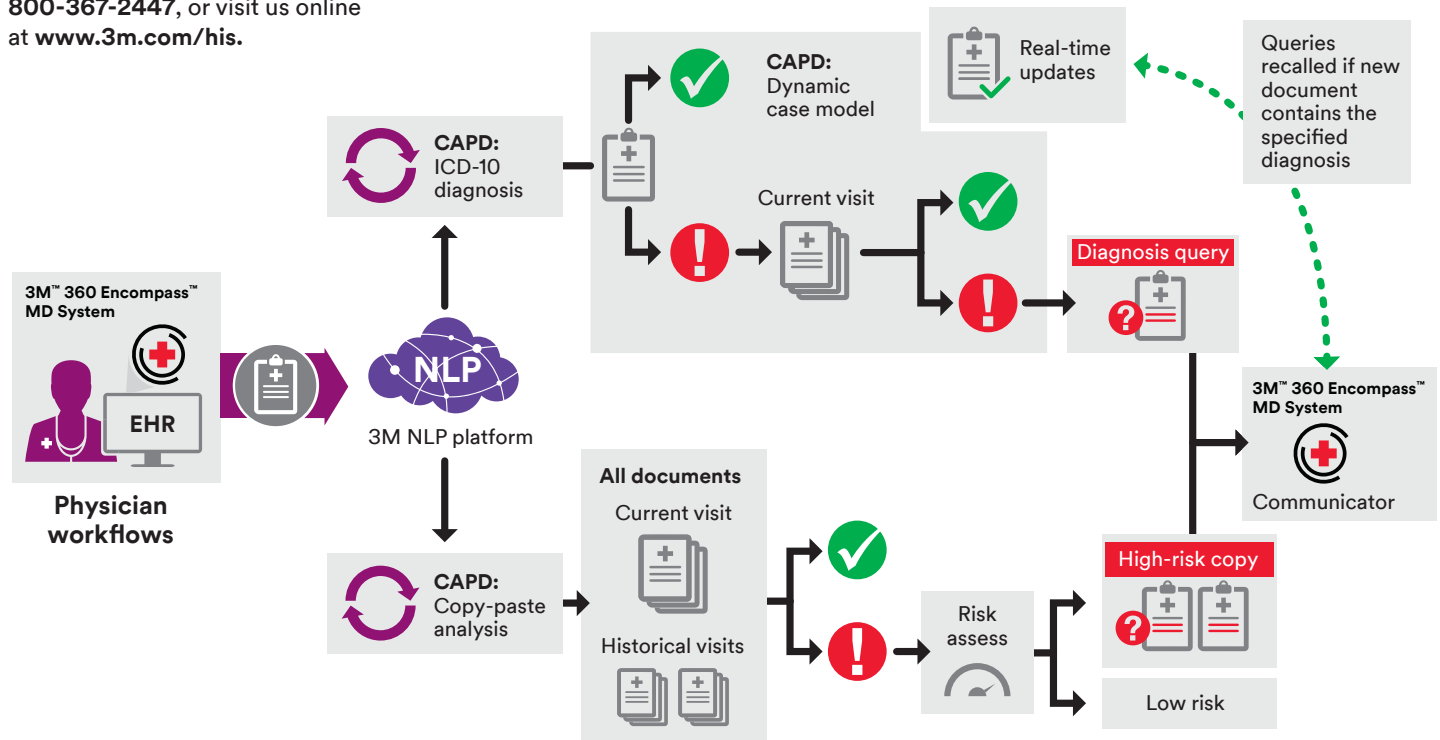 800-367-2447, or visit us online
at www.3m.com/his.
3M™ 360 Encompass™
MD System
EHR
Physician
workflows
NLP
3M NLP platform
CAPD:
ICD-10
diagnosis
CAPD:
Dynamic
case model
Current visit
Real-time
updates
Queries
recalled if new
document
contains the
specified
diagnosis
Diagnosis query
?
3M™ 360 Encompass™
MD System
Communicator
CAPD:
Copy-paste
analysis
All documents
Current visit
Historical visits
Risk
assess
High-risk copy
?
Low risk